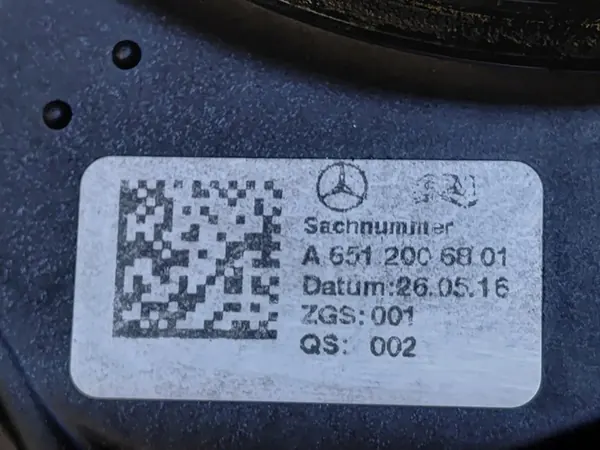 Sachnummer
A 651 200 68 01
Datum:26.05.16
ZGS:001
QS: 002